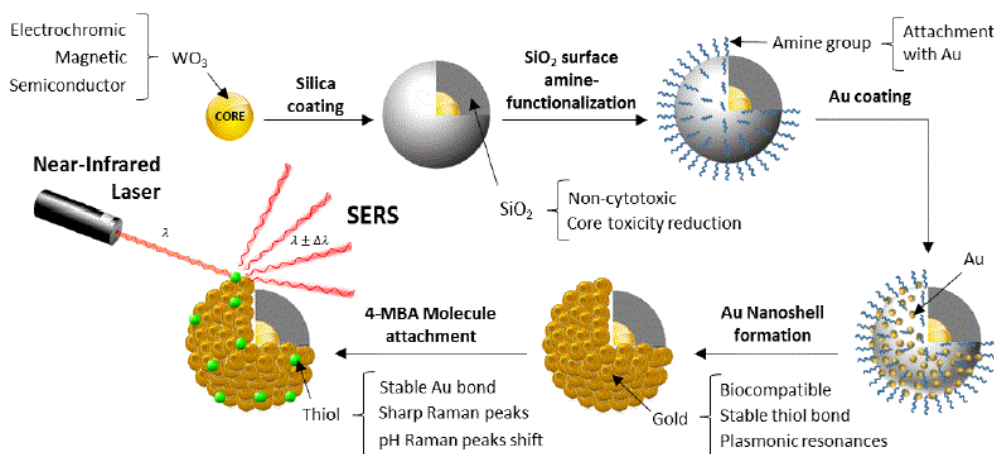 Electrochromic
Magnetic
Semiconductor
WO₃
CORE
Silica
coating
SiO₂ surface
amine-
functionalization
Amine group
Attachment
with Au
Au coating
Near-Infrared
Laser
λ
SERS
λ ± Δλ
SiO₂
Non-cytotoxic
Core toxicity reduction
Au
4-MBA Molecule
attachment
Au Nanoshell
formation
Thiol
Stable Au bond
Sharp Raman peaks
pH Raman peaks shift
Gold
Biocompatible
Stable thiol bond
Plasmonic resonances